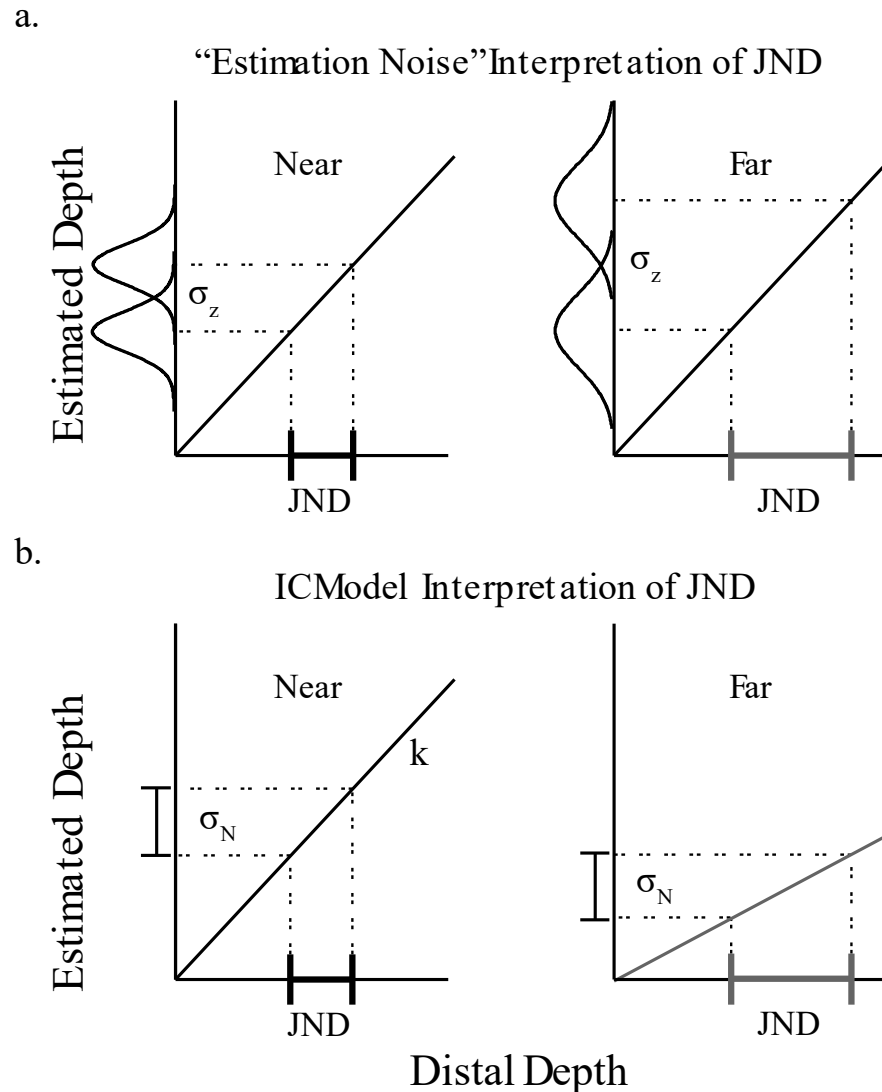 a.
“Estimation Noise” Interpretation of JND
Estimated Depth
Near
σz
JND
Far
σz
JND
b.
ICModel Interpretation of JND
Estimated Depth
Near
k
σN
JND
Far
σN
JND
Distal Depth